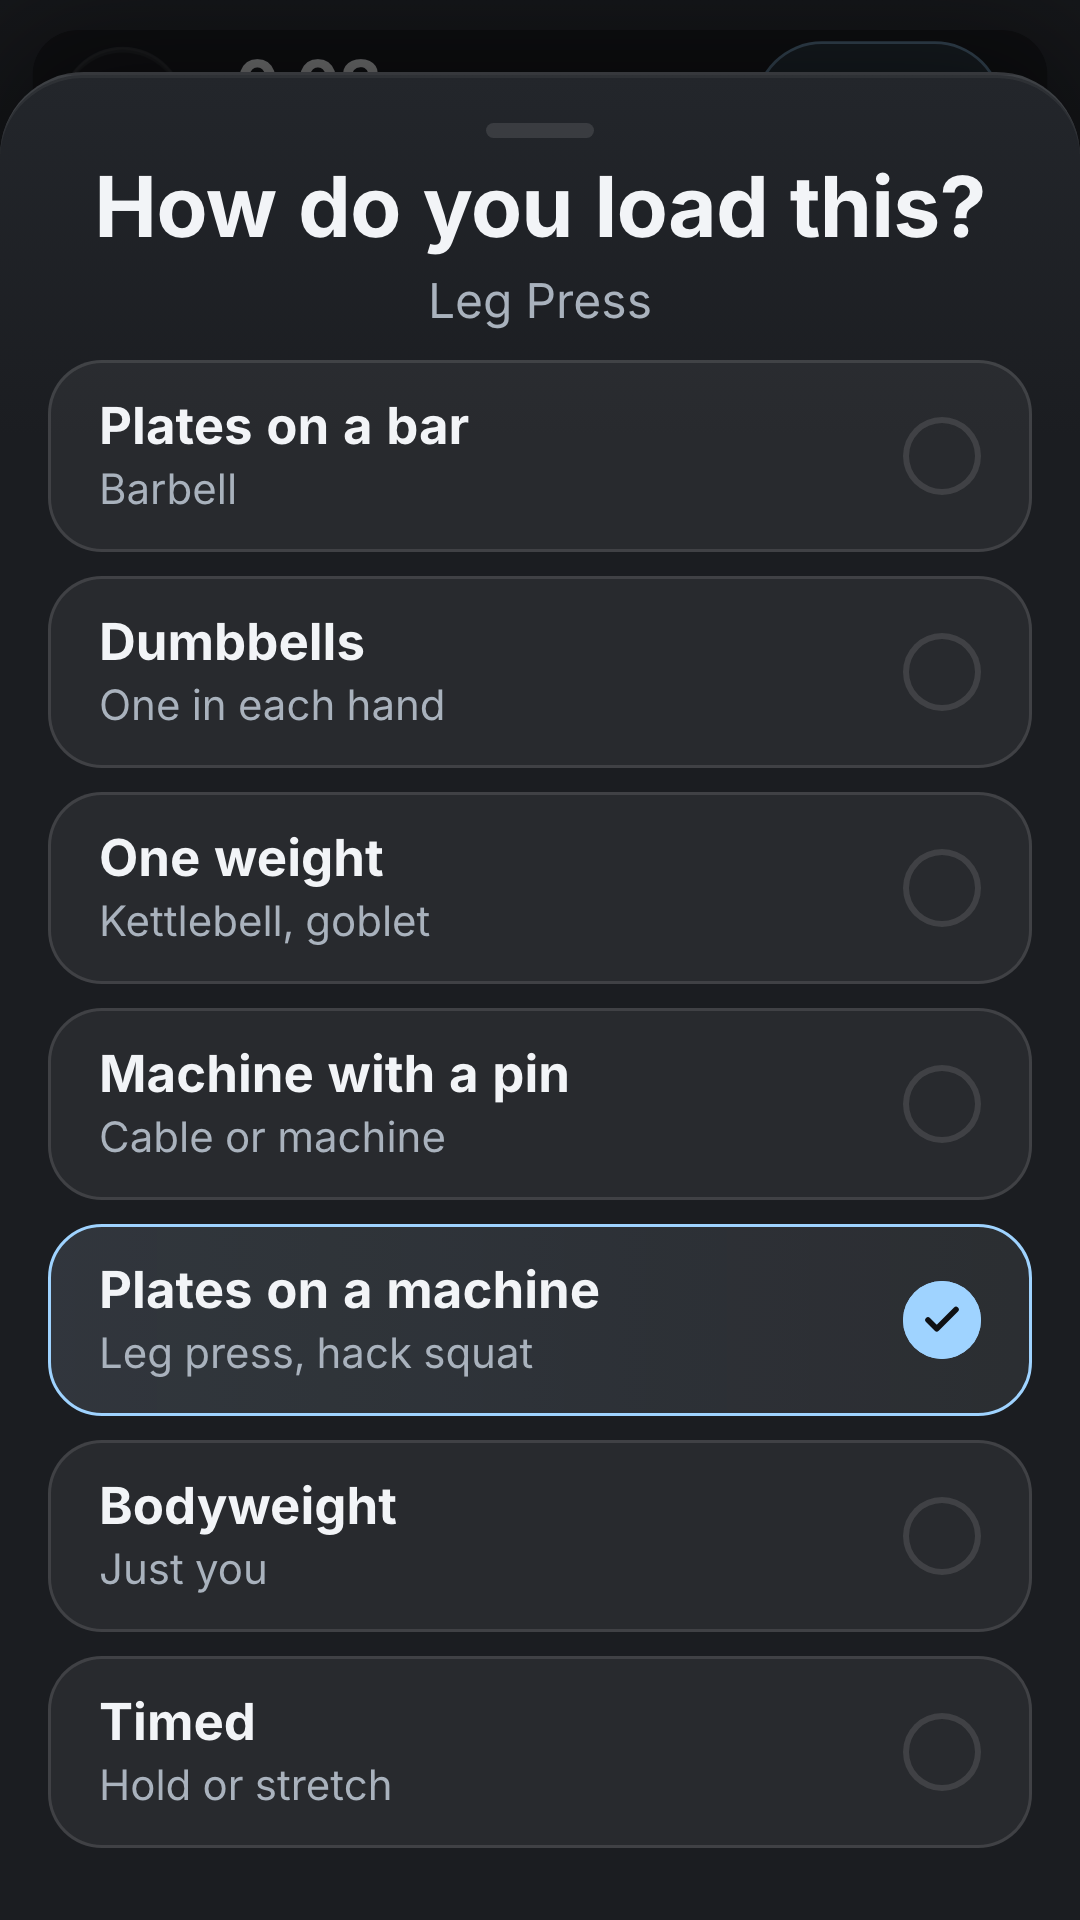 How do you load this?
Leg Press
Plates on a bar
Barbell
Dumbbells
One in each hand
One weight
Kettlebell, goblet
Machine with a pin
Cable or machine
Plates on a machine
Leg press, hack squat
Bodyweight
Just you
Timed
Hold or stretch